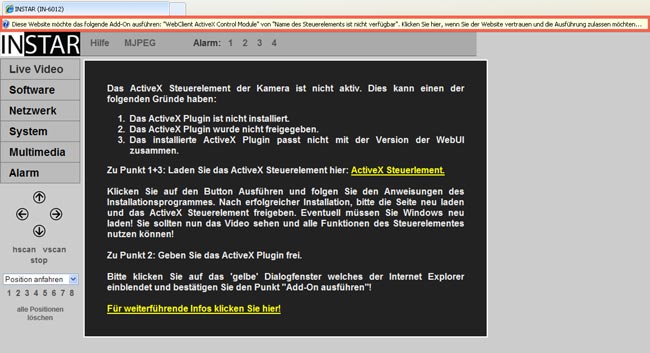 INSTAR (IN-6012)
Diese Website möchte das folgende Add-On ausführen: "WebClient ActiveX Control Module" von "Name des Steuerelements ist nicht verfügbar". Klicken Sie hier, wenn Sie der Website vertrauen und die Ausführung zulassen möchten...
INSTAR
Hilfe MJPEG Alarm: 1 2 3 4
Live Video
Software
Netzwerk
System
Multimedia
Alarm
hscan vscan
stop
Position anfahren
1 2 3 4 5 6 7 8
alle Positionen
löschen
Das ActiveX Steuerelement der Kamera ist nicht aktiv. Dies kann einen der
folgenden Gründe haben:
1. Das ActiveX Plugin ist nicht installiert.
2. Das ActiveX Plugin wurde nicht freigegeben.
3. Das installierte ActiveX Plugin passt nicht mit der Version der WebUI
zusammen.
Zu Punkt 1+3: Laden Sie das ActiveX Steuerelement hier: ActiveX Steuerlement.
Klicken Sie auf den Button Ausführen und folgen Sie den Anweisungen des
Installationsprogrammes. Nach erfolgreicher Installation, bitte die Seite neu laden
und das ActiveX Steuerelement freigeben. Eventuell müssen Sie Windows neu
laden! Sie sollten nun das Video sehen und alle Funktionen des Steuerelementes
nutzen können!
Zu Punkt 2: Geben Sie das ActiveX Plugin frei.
Bitte klicken Sie auf das 'gelbe' Dialogfenster welches der Internet Explorer
einblendet und bestätigen Sie den Punkt "Add-On ausführen"!
Für weiterführende Infos klicken Sie hier!